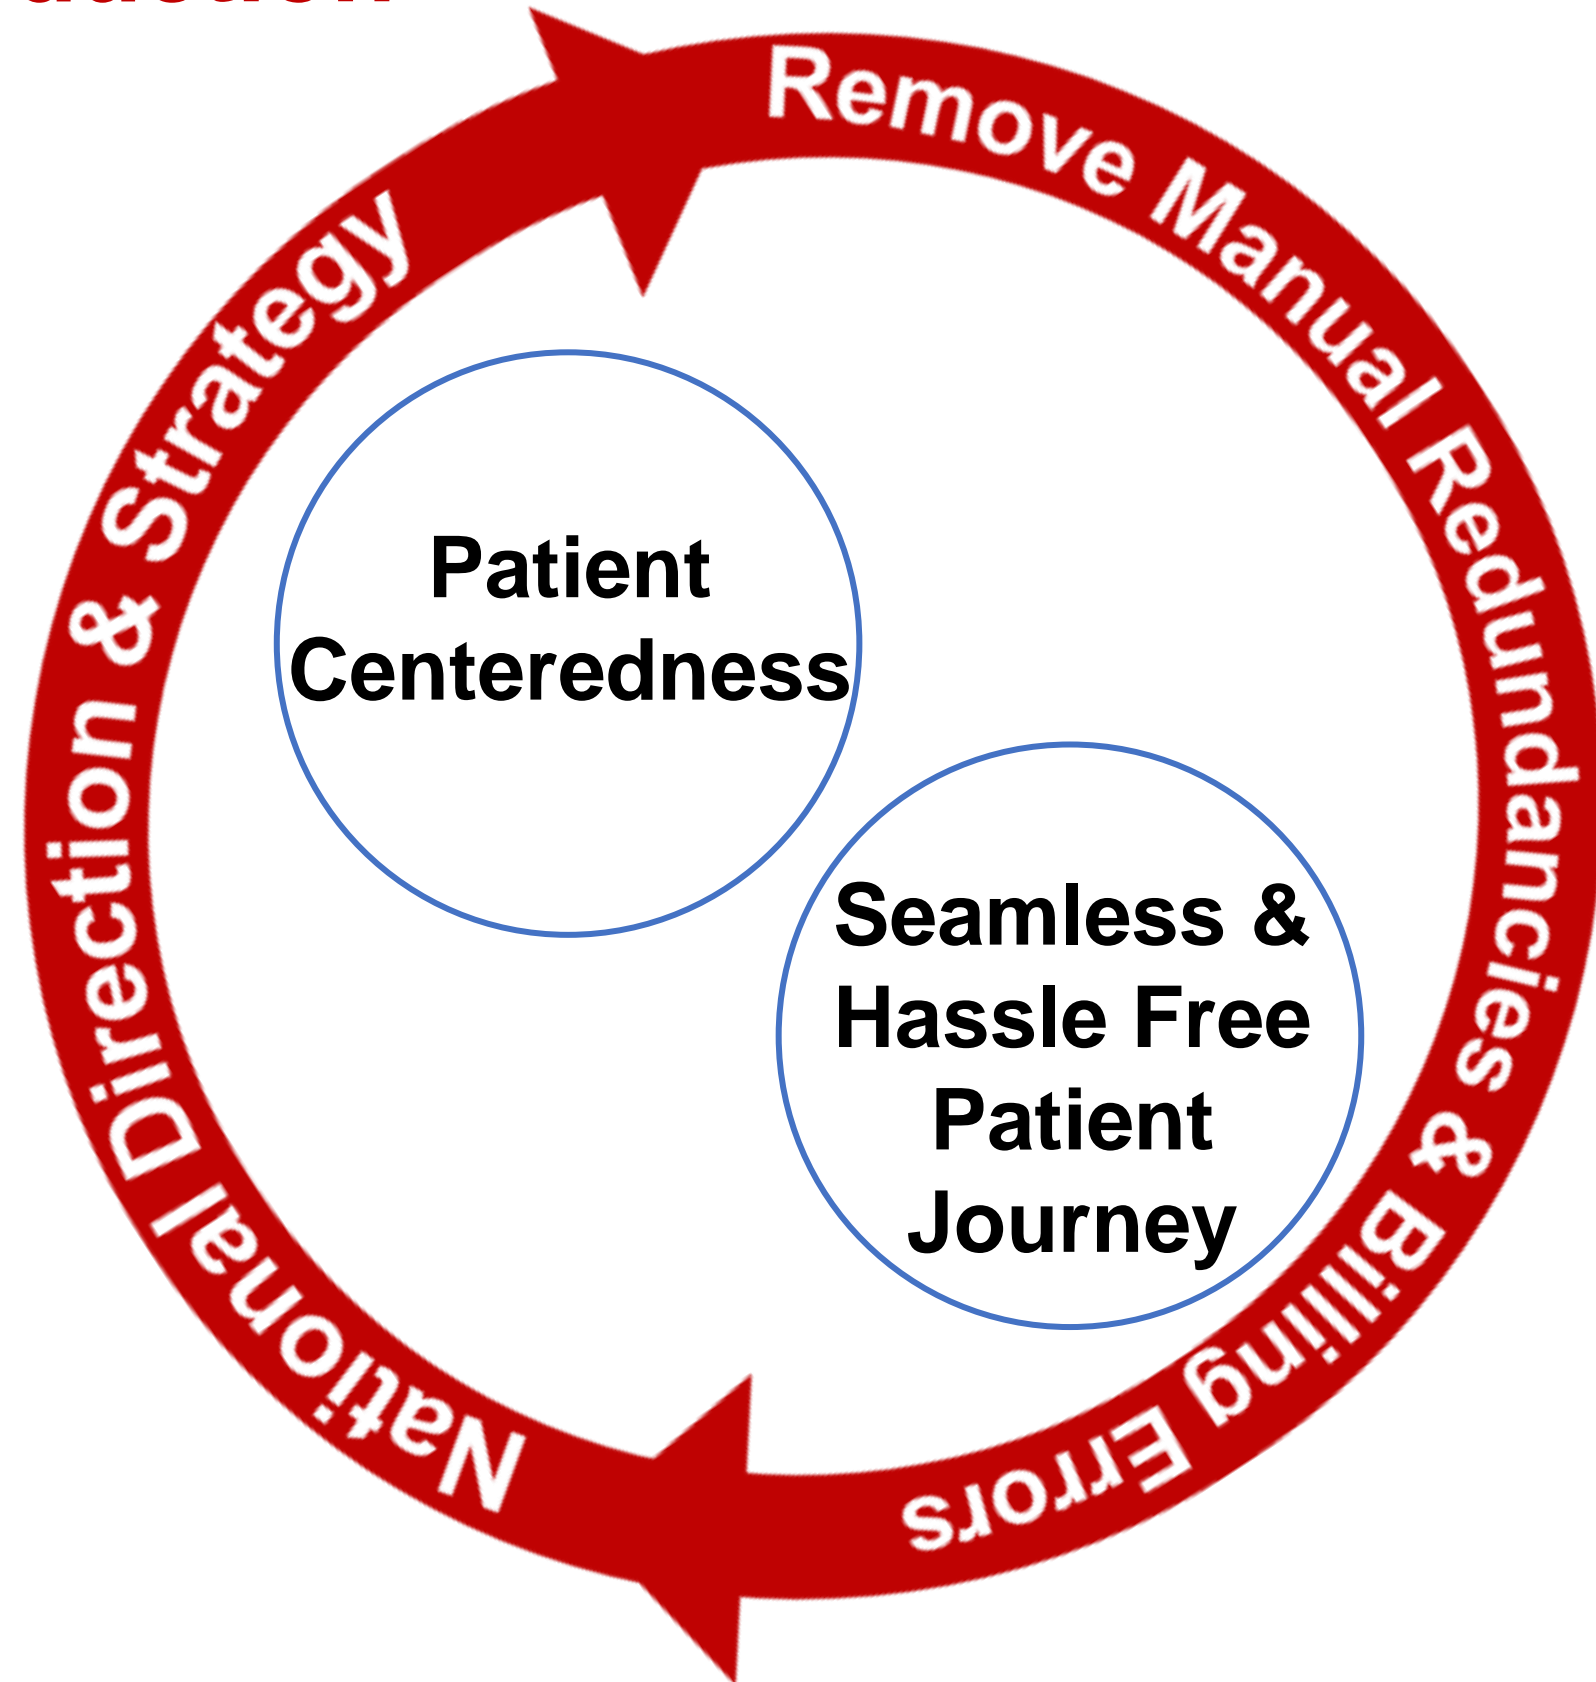 Remove Manual Redundancies & Billing Errors
National Direction & Strategy
Patient
Centeredness
Seamless &
Hassle Free
Patient
Journey